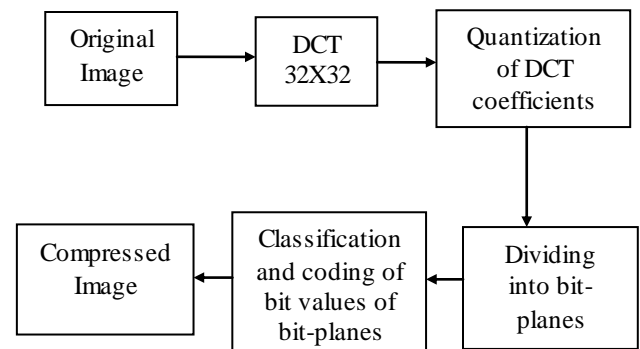 Original
Image
DCT
32X32
Quantization
of DCT
coefficients
Dividing
into bit-
planes
Classification
and coding of
bit values of
bit-planes
Compressed
Image